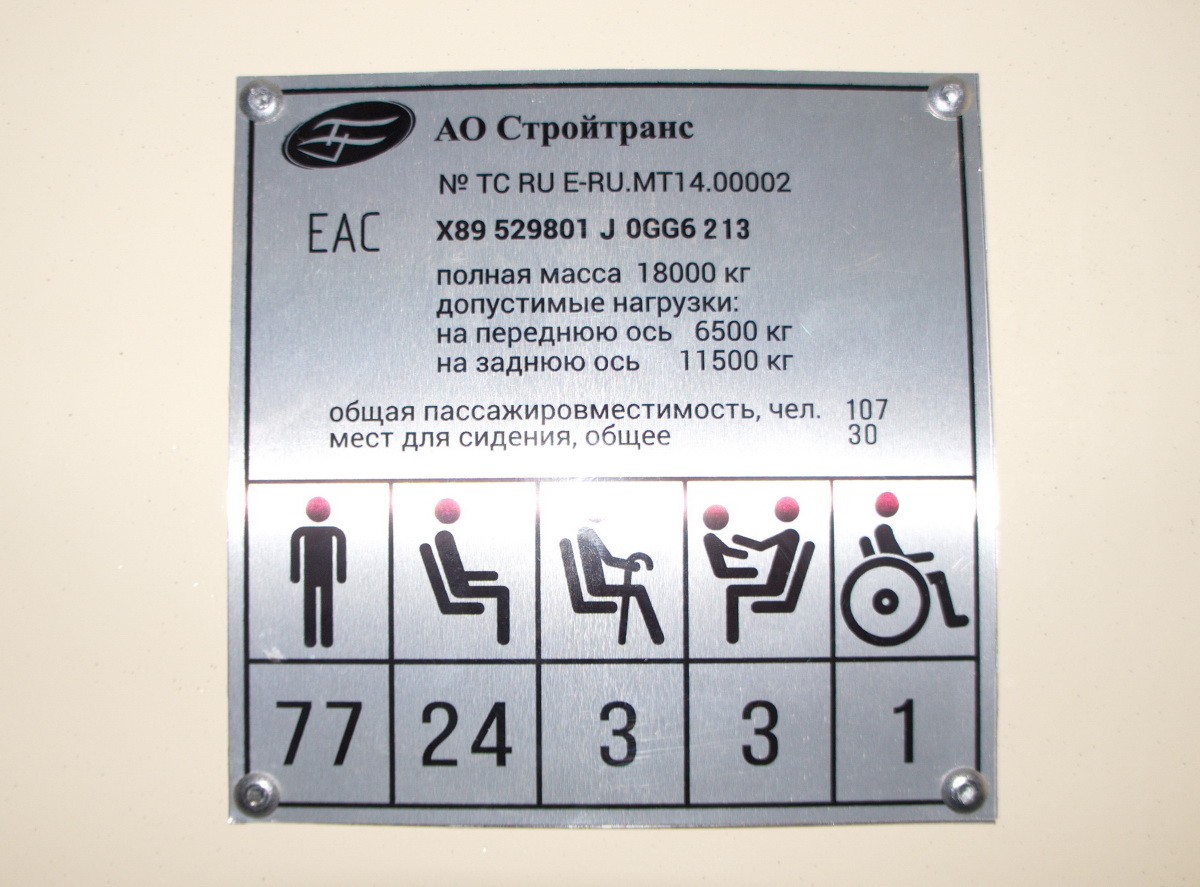 АО Стройтранс
№ ТС RU E-RU.MT14.00002
EAC
X89 529801 J 0GG6 213
полная масса 18000 кг
допустимые нагрузки:
на переднюю ось 6500 кг
на заднюю ось 11500 кг
общая пассажировместимость, чел. 107
мест для сидения, общее 30
77 24 3 3 1